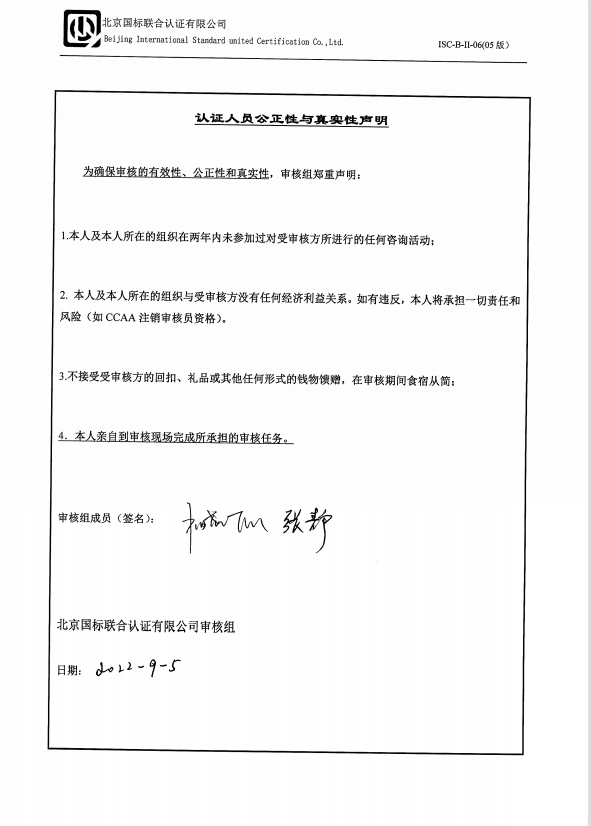 北京国标联合认证有限公司
Beijing International Standard united Certification Co.,Ltd.
ISC-B-II-06(05 版)
认证人员公正性与真实性声明
为确保审核的有效性、公正性和真实性，审核组郑重声明：
1.本人及本人所在的组织在两年内未参加过对受审核方所进行的任何咨询活动；
2. 本人及本人所在的组织与受审核方没有任何经济利益关系。如有违反，本人将承担一切责任和
风险（如 CCAA 注销审核员资格）。
3.不接受受审核方的回扣、礼品或其他任何形式的钱物馈赠，在审核期间食宿从简；
4．本人亲自到审核现场完成所承担的审核任务。
审核组成员（签名）： 张静
北京国标联合认证有限公司审核组
日期： 2022-9-5